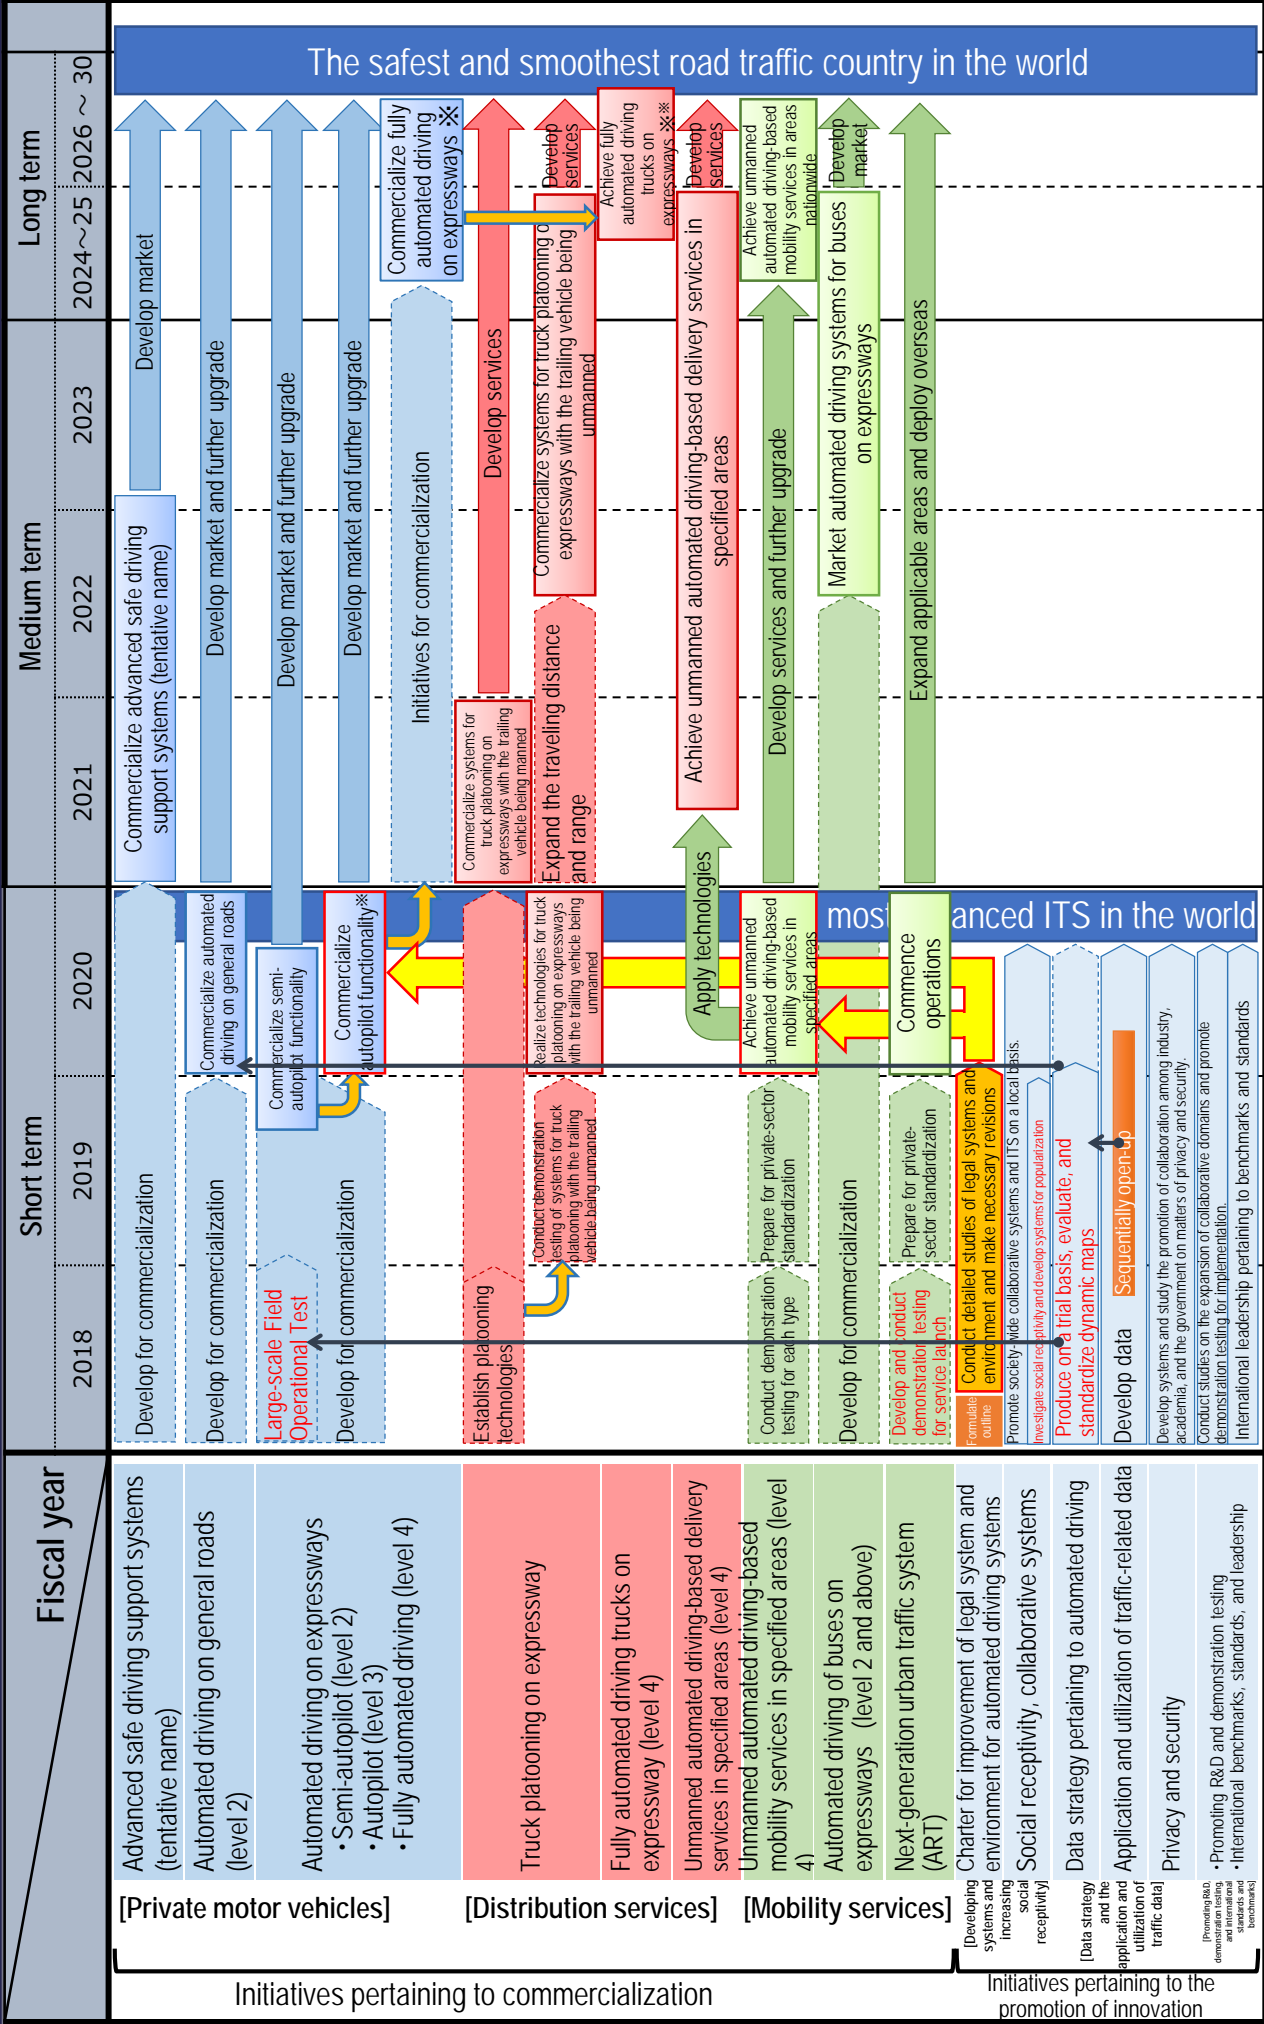 Fiscal year
Short term
Medium term
Long term
2018
2019
2020
2021
2022
2023
2024～25
2026 ～ 30
Initiatives pertaining to commercialization
[Private motor vehicles]
Advanced safe driving support systems
(tentative name)
Develop for commercialization
Commercialize advanced safe driving
support systems (tentative name)
Develop market
Automated driving on general roads
(level 2)
Develop for commercialization
Commercialize automated
driving on general roads
Develop market and further upgrade
Automated driving on expressways
・Semi-autopilot (level 2)
・Autopilot (level 3)
・Fully automated driving (level 4)
Large-scale Field
Operational Test
Commercialize semi-
autopilot functionality
Develop market and further upgrade
Develop for commercialization
Commercialize
autopilot functionality※
Develop market and further upgrade
Initiatives for commercialization
Commercialize fully
automated driving
on expressways ※
[Distribution services]
Truck platooning on expressway
Establish platooning
technologies
Commercialize systems for
truck platooning on
expressways with the trailing
vehicle being manned
Develop services
Conduct demonstration
testing of systems for truck
platooning with the trailing
vehicle being unmanned
Realize technologies for truck
platooning on expressways
with the trailing vehicle being
unmanned
Expand the traveling distance
and range
Commercialize systems for truck platooning o
expressways with the trailing vehicle being
unmanned
Develop
services
Fully automated driving trucks on
expressway (level 4)
Achieve fully
automated driving
trucks on
expressways ※※
Unmanned automated driving-based delivery
services in specified areas (level 4)
Apply technologies
Achieve unmanned automated driving-based delivery services in
specified areas
Develop
services
[Mobility services]
Unmanned automated driving-based
mobility services in specified areas (level
4)
Conduct demonstration
testing for each type
Prepare for private-sector
standardization
Achieve unmanned
automated driving-based
mobility services in
specified areas
Develop services and further upgrade
Achieve unmanned
automated driving-based
mobility services in areas
nationwide
Automated driving of buses on
expressways (level 2 and above)
Develop for commercialization
Market automated driving systems for buses
on expressways
Develop
market
Next-generation urban traffic system
(ART)
Develop and conduct
demonstration testing
for service launch
Prepare for private-
sector standardization
Commence
operations
Expand applicable areas and deploy overseas
most anced ITS in the world
The safest and smoothest road traffic country in the world
Initiatives pertaining to the
promotion of innovation
[Developing
systems and
increasing
social
receptivity]
Charter for improvement of legal system and
environment for automated driving systems
Formulate
outline
Conduct detailed studies of legal systems and
environment and make necessary revisions
Social receptivity, collaborative systems
Promote society-wide collaborative systems and ITS on a local basis.
Investigate social receptivity and develop systems for popularization
[Data strategy
and the
application and
utilization of
traffic data]
Data strategy pertaining to automated driving
Produce on a trial basis, evaluate, and
standardize dynamic maps
Application and utilization of traffic-related data
Develop data
Sequentially open-up
Privacy and security
Develop systems and study the promotion of collaboration among industry,
academia, and the government on matters of privacy and security.
[Promoting R&D,
demonstration testing,
and international
standards and
benchmarks]
・Promoting R&D and demonstration testing
・International benchmarks, standards, and leadership
Conduct studies on the expansion of collaborative domains and promote
demonstration testing for implementation.
International leadership pertaining to benchmarks and standards